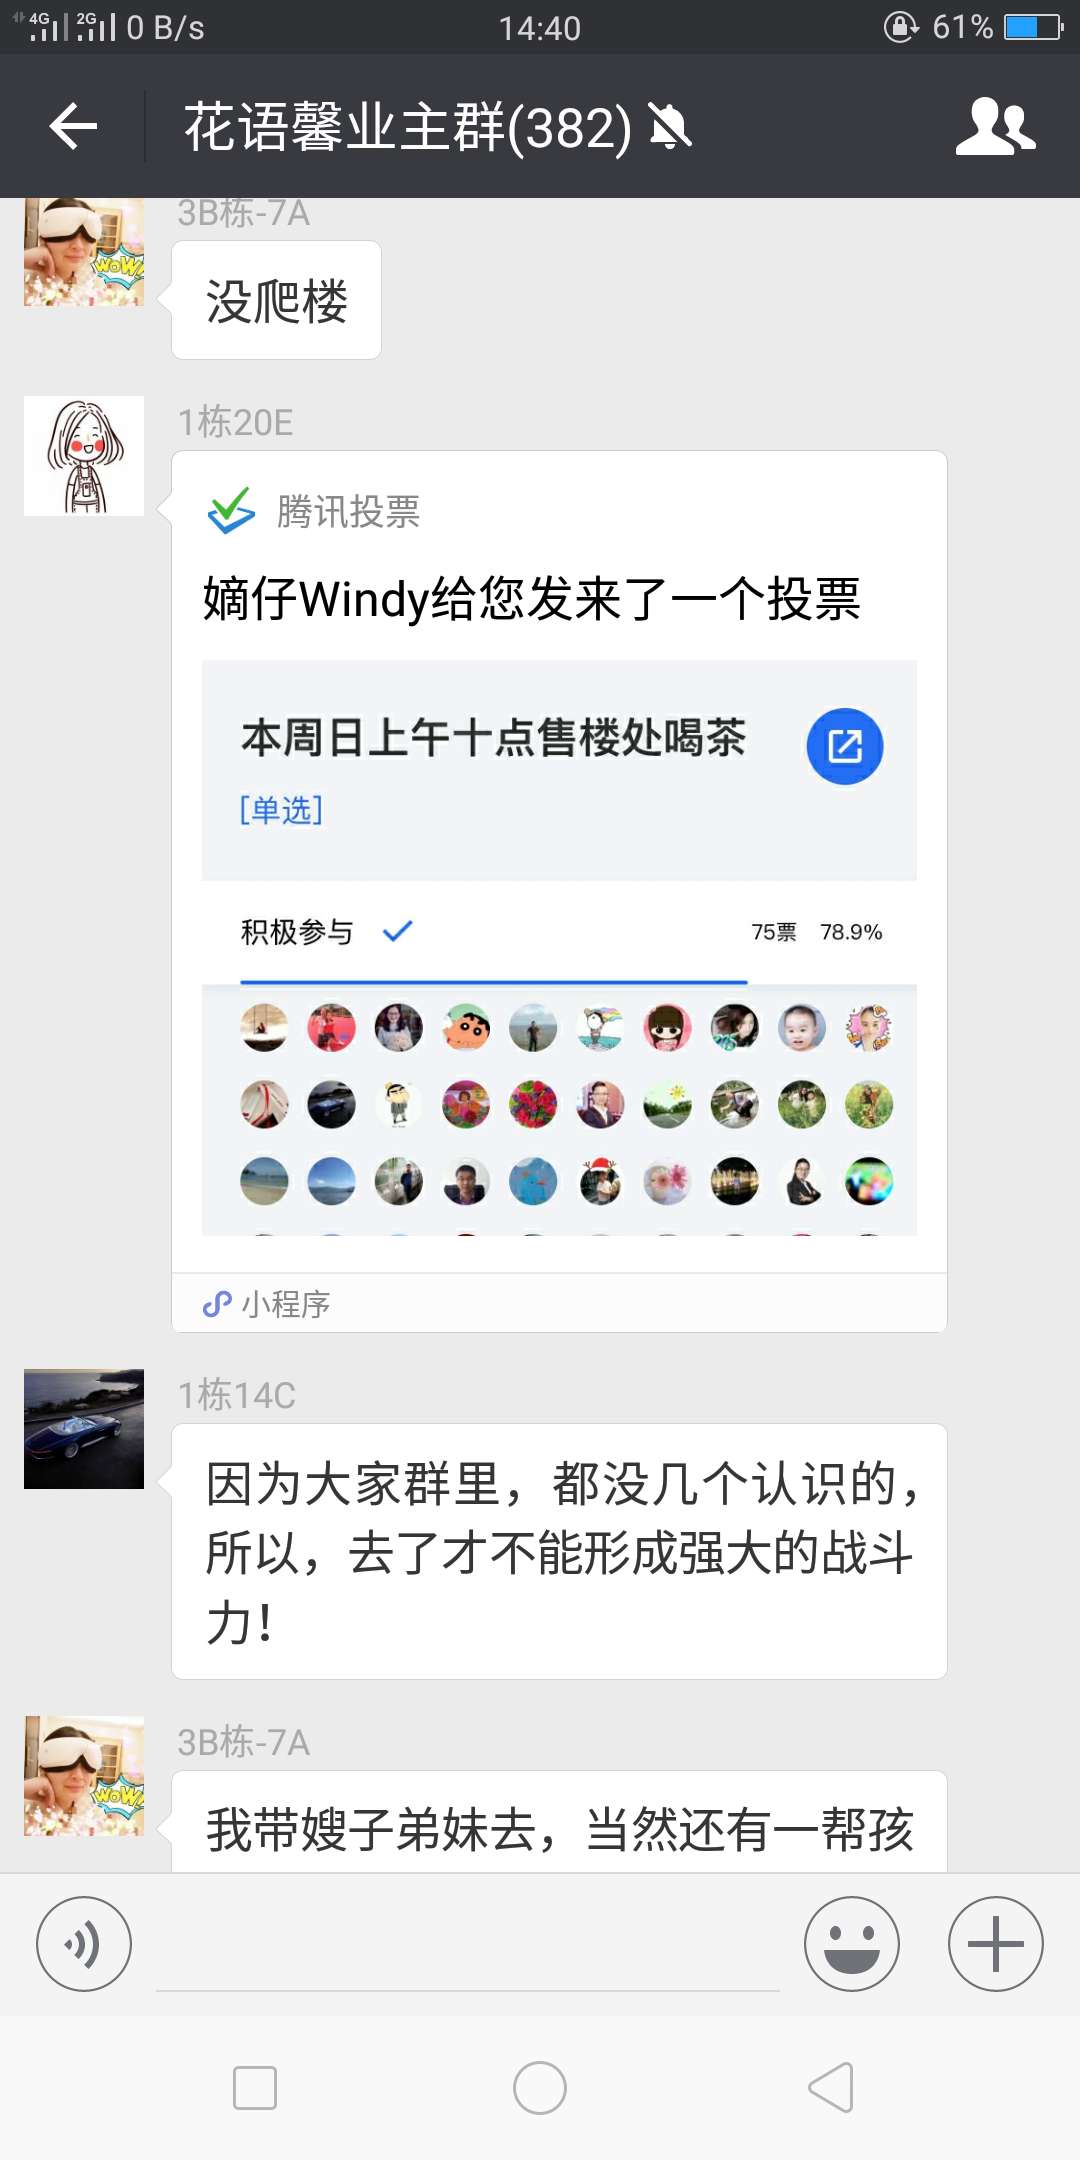 4G 2G 0 B/s 14:40 61%
花语馨业主群(382)
3B栋-7A
WOW!
没爬楼
1栋20E
腾讯投票
嫡仔Windy给您发来了一个投票
本周日上午十点售楼处喝茶
[单选]
积极参与 75票 78.9%
小程序
1栋14C
因为大家群里，都没几个认识的，
所以，去了才不能形成强大的战斗
力！
3B栋-7A
WOW!
我带嫂子弟妹去，当然还有一帮孩